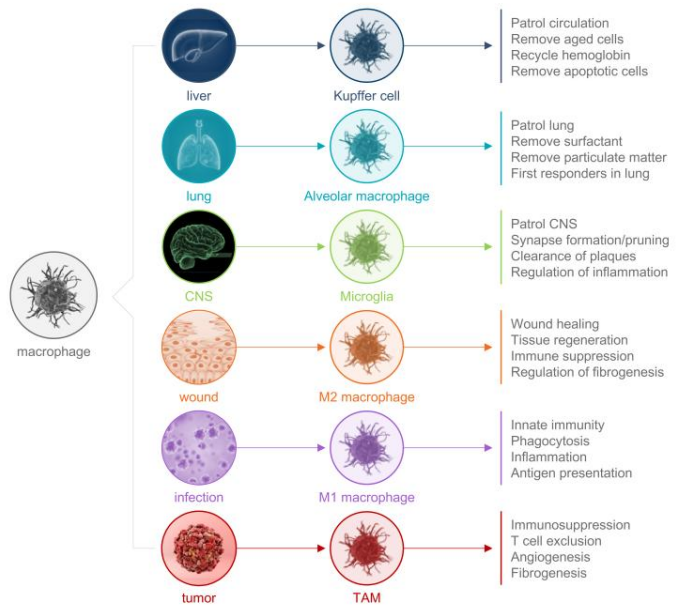 macrophage
liver
Kupffer cell
Patrol circulation
Remove aged cells
Recycle hemoglobin
Remove apoptotic cells
lung
Alveolar macrophage
Patrol lung
Remove surfactant
Remove particulate matter
First responders in lung
CNS
Microglia
Patrol CNS
Synapse formation/pruning
Clearance of plaques
Regulation of inflammation
wound
M2 macrophage
Wound healing
Tissue regeneration
Immune suppression
Regulation of fibrogenesis
infection
M1 macrophage
Innate immunity
Phagocytosis
Inflammation
Antigen presentation
tumor
TAM
Immunosuppression
T cell exclusion
Angiogenesis
Fibrogenesis